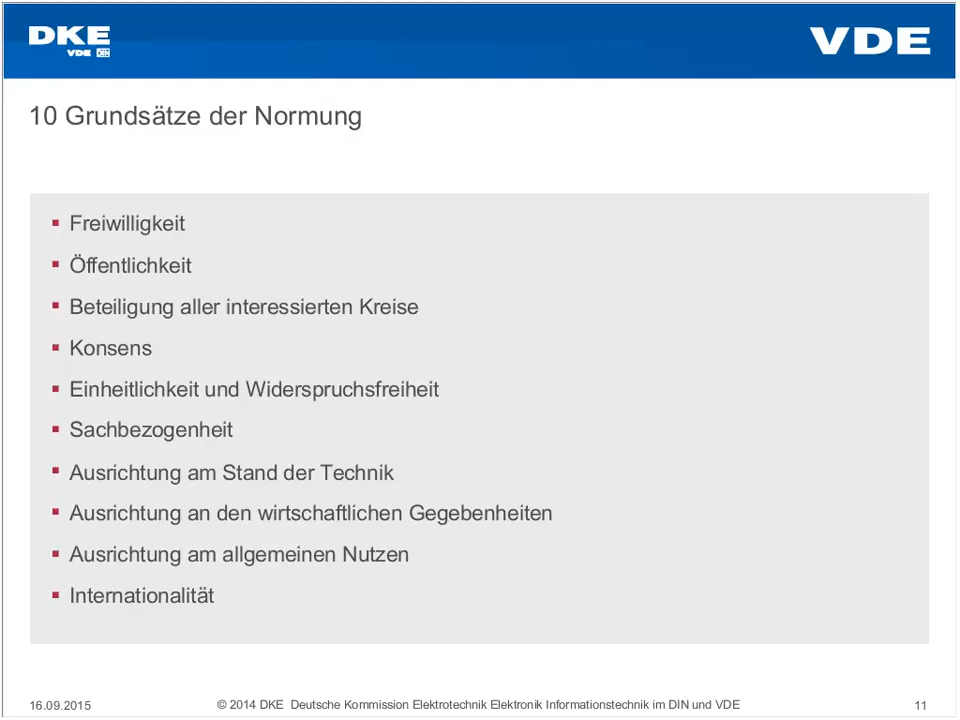 DKE
VDE DIN
VDE
10 Grundsätze der Normung
▪ Freiwilligkeit
▪ Öffentlichkeit
▪ Beteiligung aller interessierten Kreise
▪ Konsens
▪ Einheitlichkeit und Widerspruchsfreiheit
▪ Sachbezogenheit
▪ Ausrichtung am Stand der Technik
▪ Ausrichtung an den wirtschaftlichen Gegebenheiten
▪ Ausrichtung am allgemeinen Nutzen
▪ Internationalität
16.09.2015 © 2014 DKE Deutsche Kommission Elektrotechnik Elektronik Informationstechnik im DIN und VDE 11